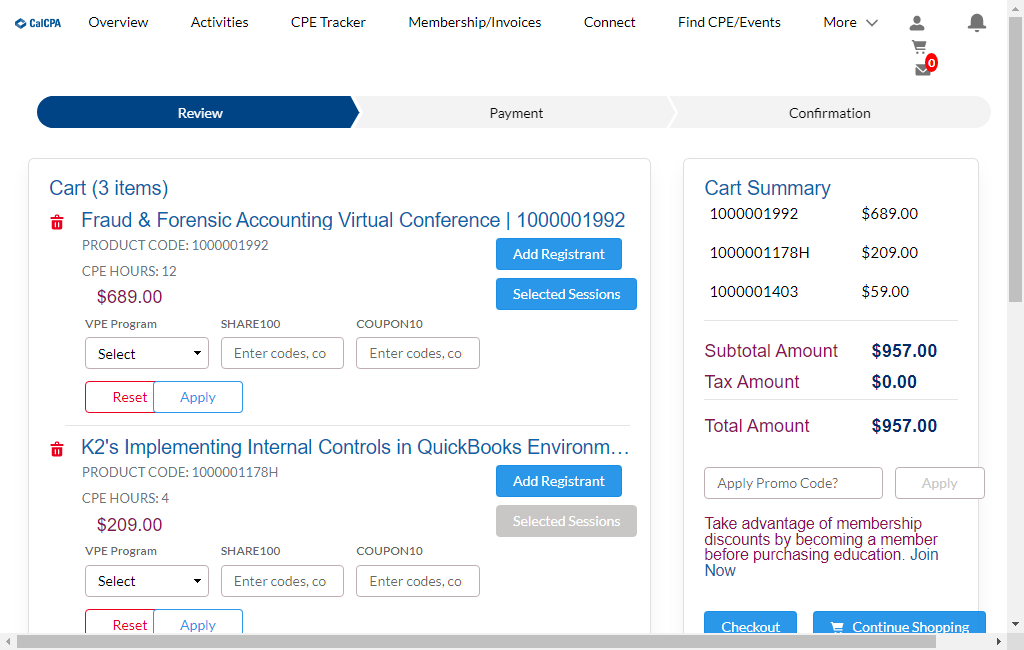 CalCPA Overview Activities CPE Tracker Membership/Invoices Connect Find CPE/Events More
0
Review Payment Confirmation
Cart (3 items)
Fraud & Forensic Accounting Virtual Conference | 1000001992
PRODUCT CODE: 1000001992
Add Registrant
CPE HOURS: 12
$689.00
Selected Sessions
VPE Program SHARE100 COUPON10
Select Enter codes, co Enter codes, co
Reset Apply
K2's Implementing Internal Controls in QuickBooks Environm…
PRODUCT CODE: 1000001178H
Add Registrant
CPE HOURS: 4
$209.00
Selected Sessions
VPE Program SHARE100 COUPON10
Select Enter codes, co Enter codes, co
Reset Apply
Cart Summary
1000001992 $689.00
1000001178H $209.00
1000001403 $59.00
Subtotal Amount $957.00
Tax Amount $0.00
Total Amount $957.00
Apply Promo Code? Apply
Take advantage of membership
discounts by becoming a member
before purchasing education. Join
Now
Checkout Continue Shopping